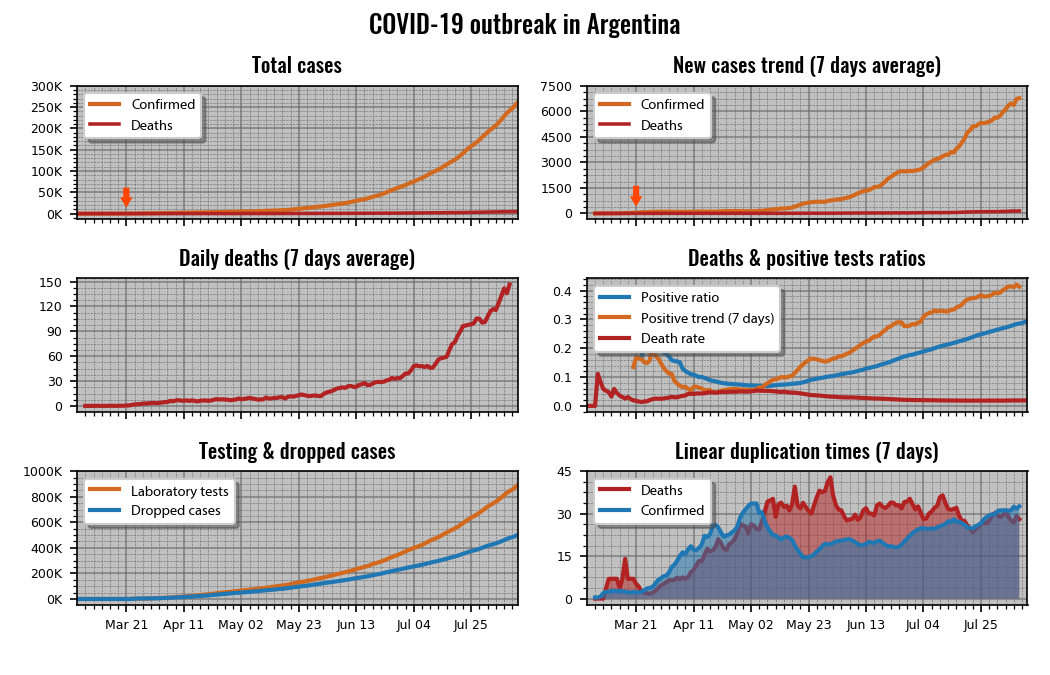 COVID-19 outbreak in Argentina
Total cases
300K
250K
200K
150K
100K
50K
0K
Confirmed
Deaths
New cases trend (7 days average)
7500
6000
4500
3000
1500
0
Confirmed
Deaths
Daily deaths (7 days average)
150
120
90
60
30
0
Deaths & positive tests ratios
0.4
0.3
0.2
0.1
0.0
Positive ratio
Positive trend (7 days)
Death rate
Testing & dropped cases
1000K
800K
600K
400K
200K
0K
Laboratory tests
Dropped cases
Mar 21 Apr 11 May 02 May 23 Jun 13 Jul 04 Jul 25
Linear duplication times (7 days)
45
30
15
0
Deaths
Confirmed
Mar 21 Apr 11 May 02 May 23 Jun 13 Jul 04 Jul 25